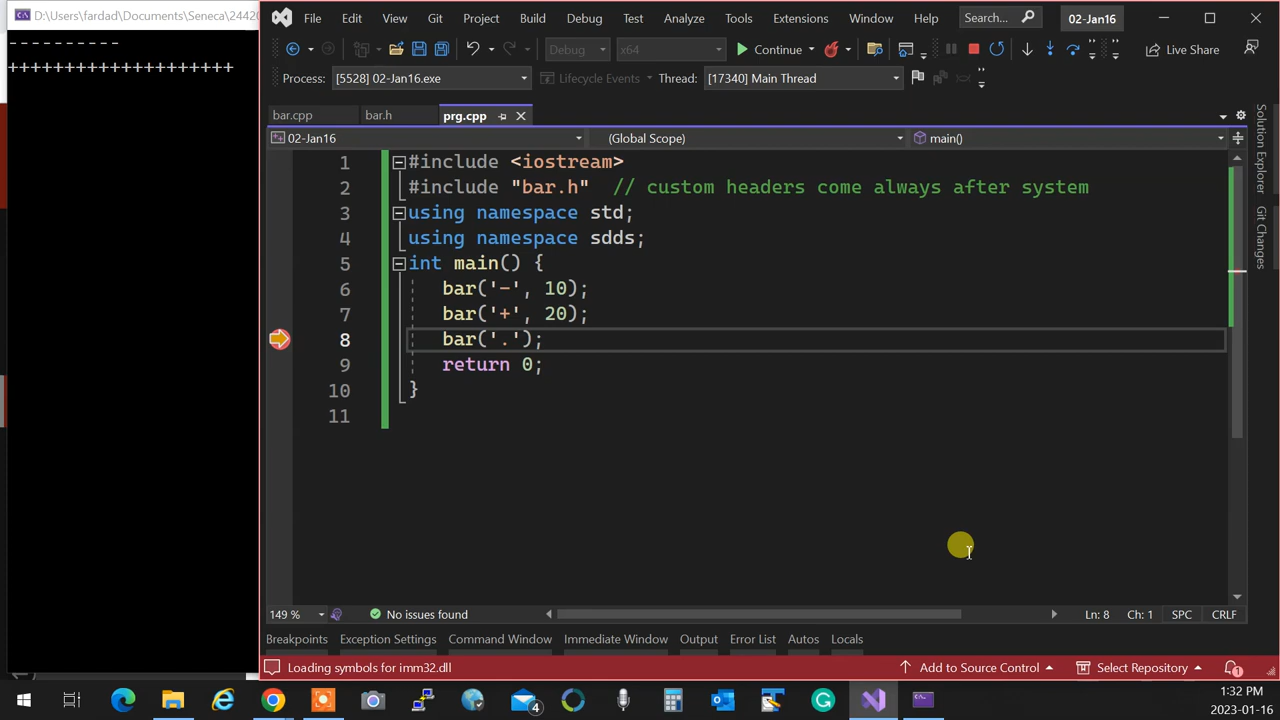 D:\Users\fardad\Documents\Seneca\24420
----------
++++++++++++++++++++
File Edit View Git Project Build Debug Test Analyze Tools Extensions Window Help Search... 02-Jan16
Debug x64 Continue Live Share
Process: [5528] 02-Jan16.exe Lifecycle Events Thread: [17340] Main Thread
bar.cpp bar.h prg.cpp
02-Jan16 (Global Scope) main()
1 #include <iostream>
2 #include "bar.h" // custom headers come always after system
3 using namespace std;
4 using namespace sdds;
5 int main() {
6 bar('-', 10);
7 bar('+', 20);
8 bar('.');
9 return 0;
10 }
11
Solution Explorer
Git Changes
149 % No issues found Ln: 8 Ch: 1 SPC CRLF
Breakpoints Exception Settings Command Window Immediate Window Output Error List Autos Locals
Loading symbols for imm32.dll Add to Source Control Select Repository 1
4
1:32 PM
2023-01-16